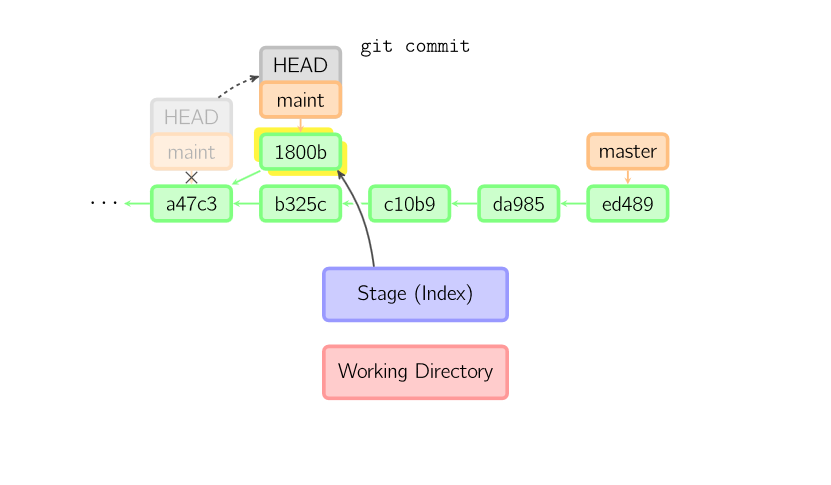 git commit
HEAD
maint
HEAD
maint
1800b
master
...
a47c3
b325c
c10b9
da985
ed489
Stage (Index)
Working Directory